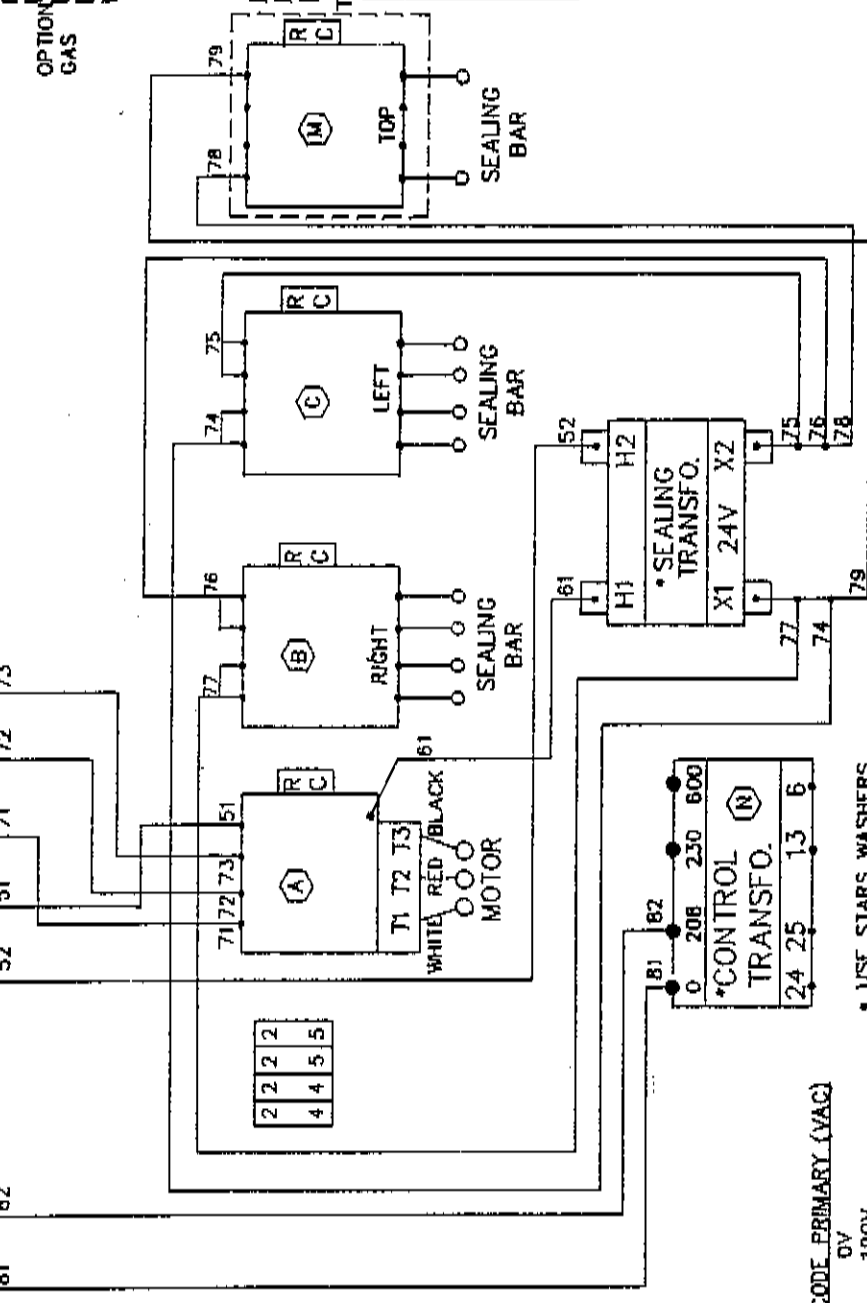 OPTION
GAS
79
78
R
C
M
TOP
SEALING
BAR
75
74
R
C
C
LEFT
SEALING
BAR
76
77
R
C
B
RIGHT
SEALING
BAR
73
72
71
51
52
82
81
71 72 73 51
R
C
A
T1 T2 T3
61
WHITE RED BLACK
MOTOR
2 2 2 2
4 4 5 5
61
52
H1 H2
*SEALING
TRANSFO.
X1 24V X2
77
74
79
75
76
78
81
82
0 208 230 600
*CONTROL
TRANSFO.
N
24 25 13 6
* USE STARS WASHERS
CODE PRIMARY (VAC)
0V